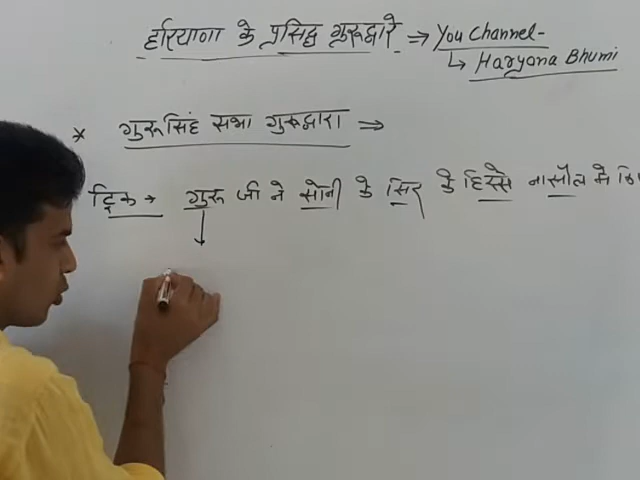 हरियाणा के प्रसिद्ध गुरुद्वारे ⇒ You Channel-
↳ Haryana Bhumi
* गुरु सिंह सभा गुरुद्वारा ⇒
ट्रिक → गुरु जी ने सोनी के सिर के हिस्से नासौल मे